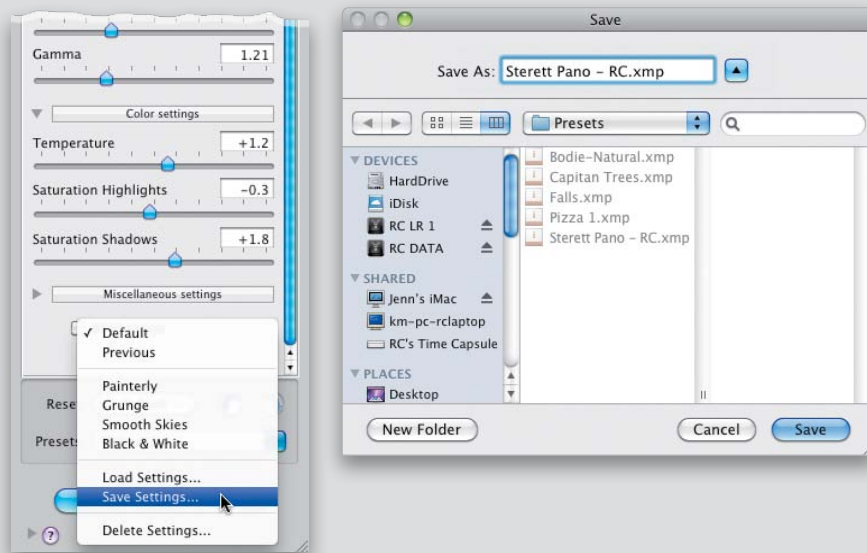 Gamma 1.21
Color settings
Temperature +1.2
Saturation Highlights -0.3
Saturation Shadows +1.8
Miscellaneous settings
✓ Default
Previous
Painterly
Grunge
Smooth Skies
Black & White
Load Settings...
Save Settings...
Delete Settings...
Rese
Presets
?
Save
Save As: Sterett Pano – RC.xmp
Presets
DEVICES
HardDrive
iDisk
RC LR 1
RC DATA
SHARED
Jenn's iMac
km-pc-rclaptop
RC's Time Capsule
PLACES
Desktop
Bodie-Natural.xmp
Capitan Trees.xmp
Falls.xmp
Pizza 1.xmp
Sterett Pano – RC.xmp
New Folder
Cancel
Save